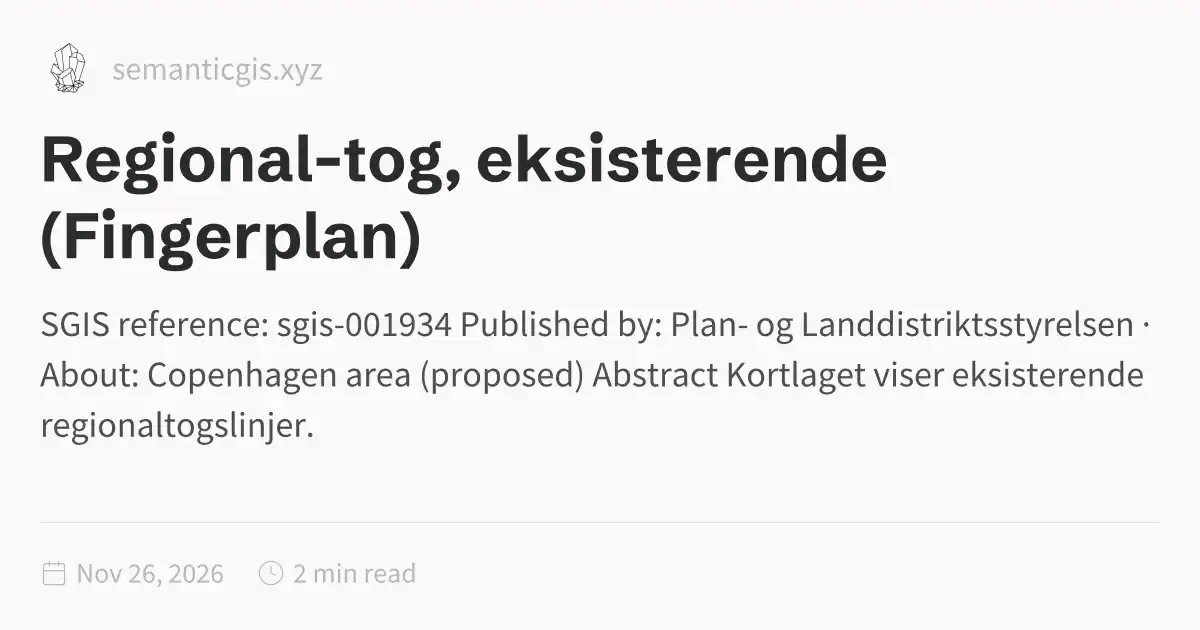 semanticgis.xyz
Regional-tog, eksisterende
(Fingerplan)
SGIS reference: sgis-001934 Published by: Plan- og Landdistriktsstyrelsen ·
About: Copenhagen area (proposed) Abstract Kortlaget viser eksisterende
regionaltogslinjer.
Nov 26, 2026 2 min read